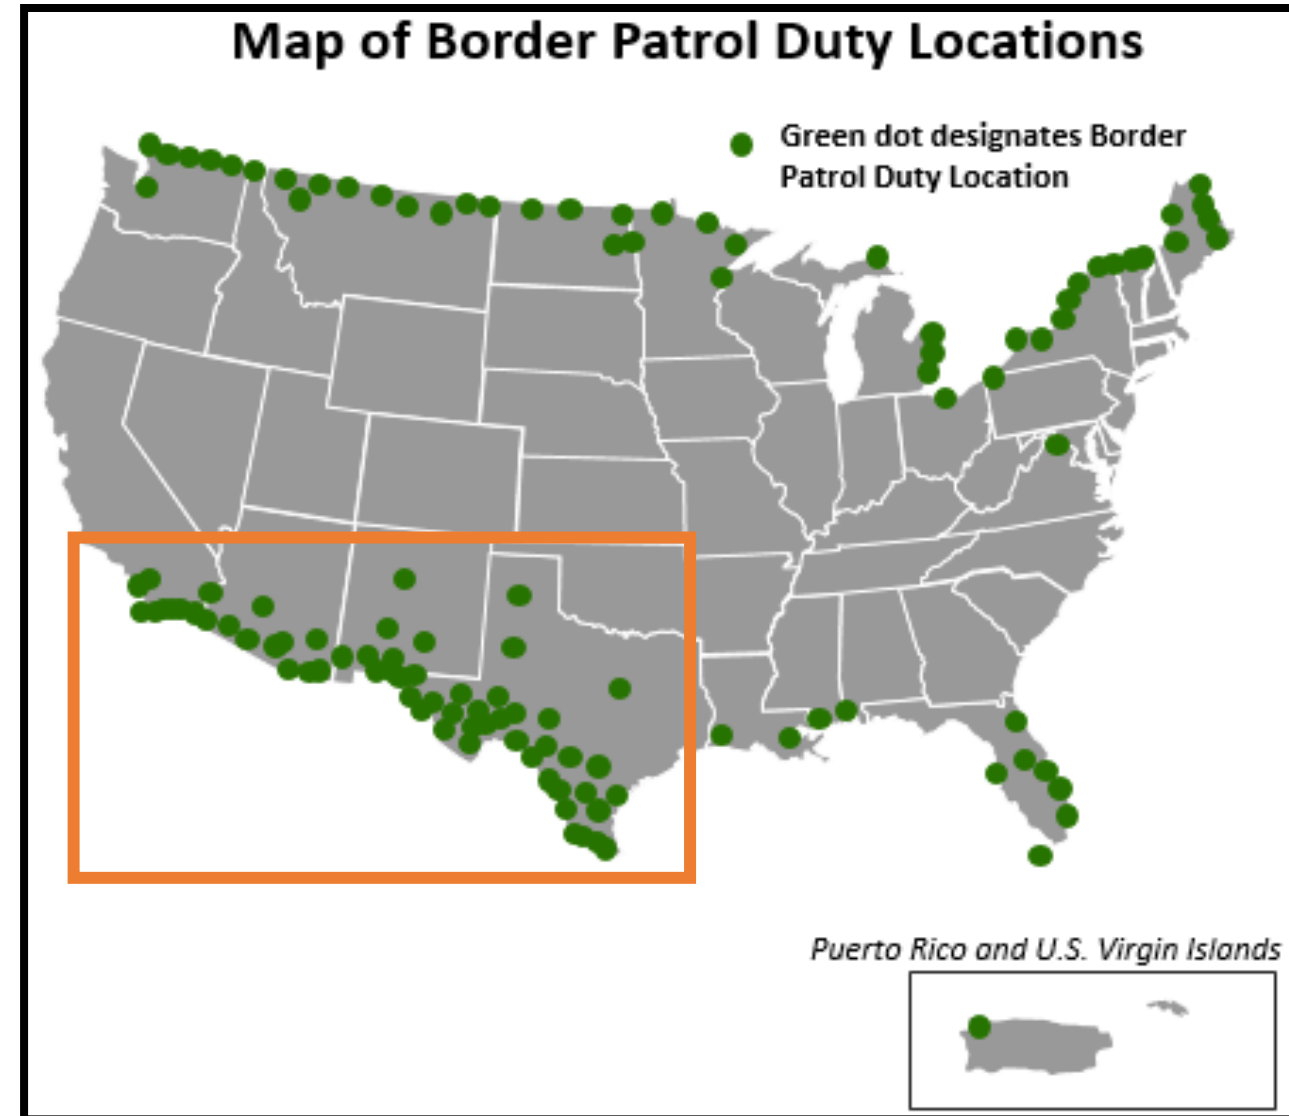 Map of Border Patrol Duty Locations
Green dot designates Border
Patrol Duty Location
Puerto Rico and U.S. Virgin Islands